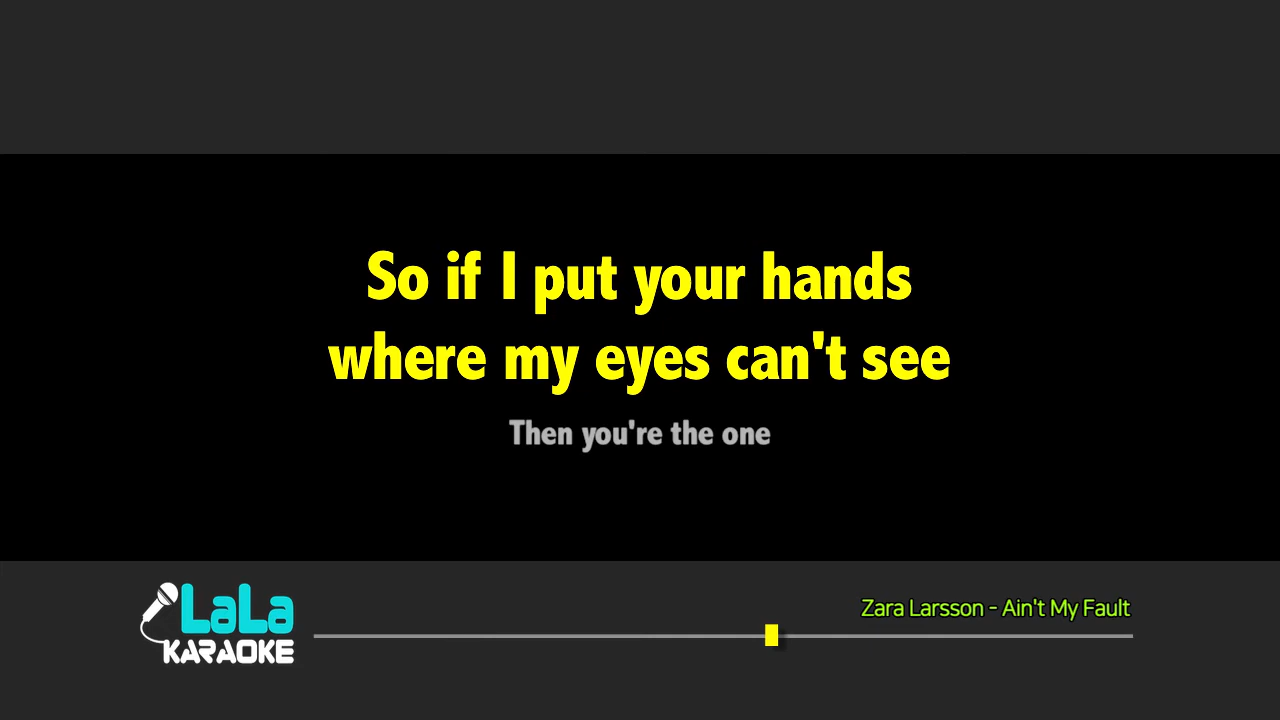 So if I put your hands
where my eyes can't see
Then you're the one
LaLa
KARAOKE
Zara Larsson - Ain't My Fault